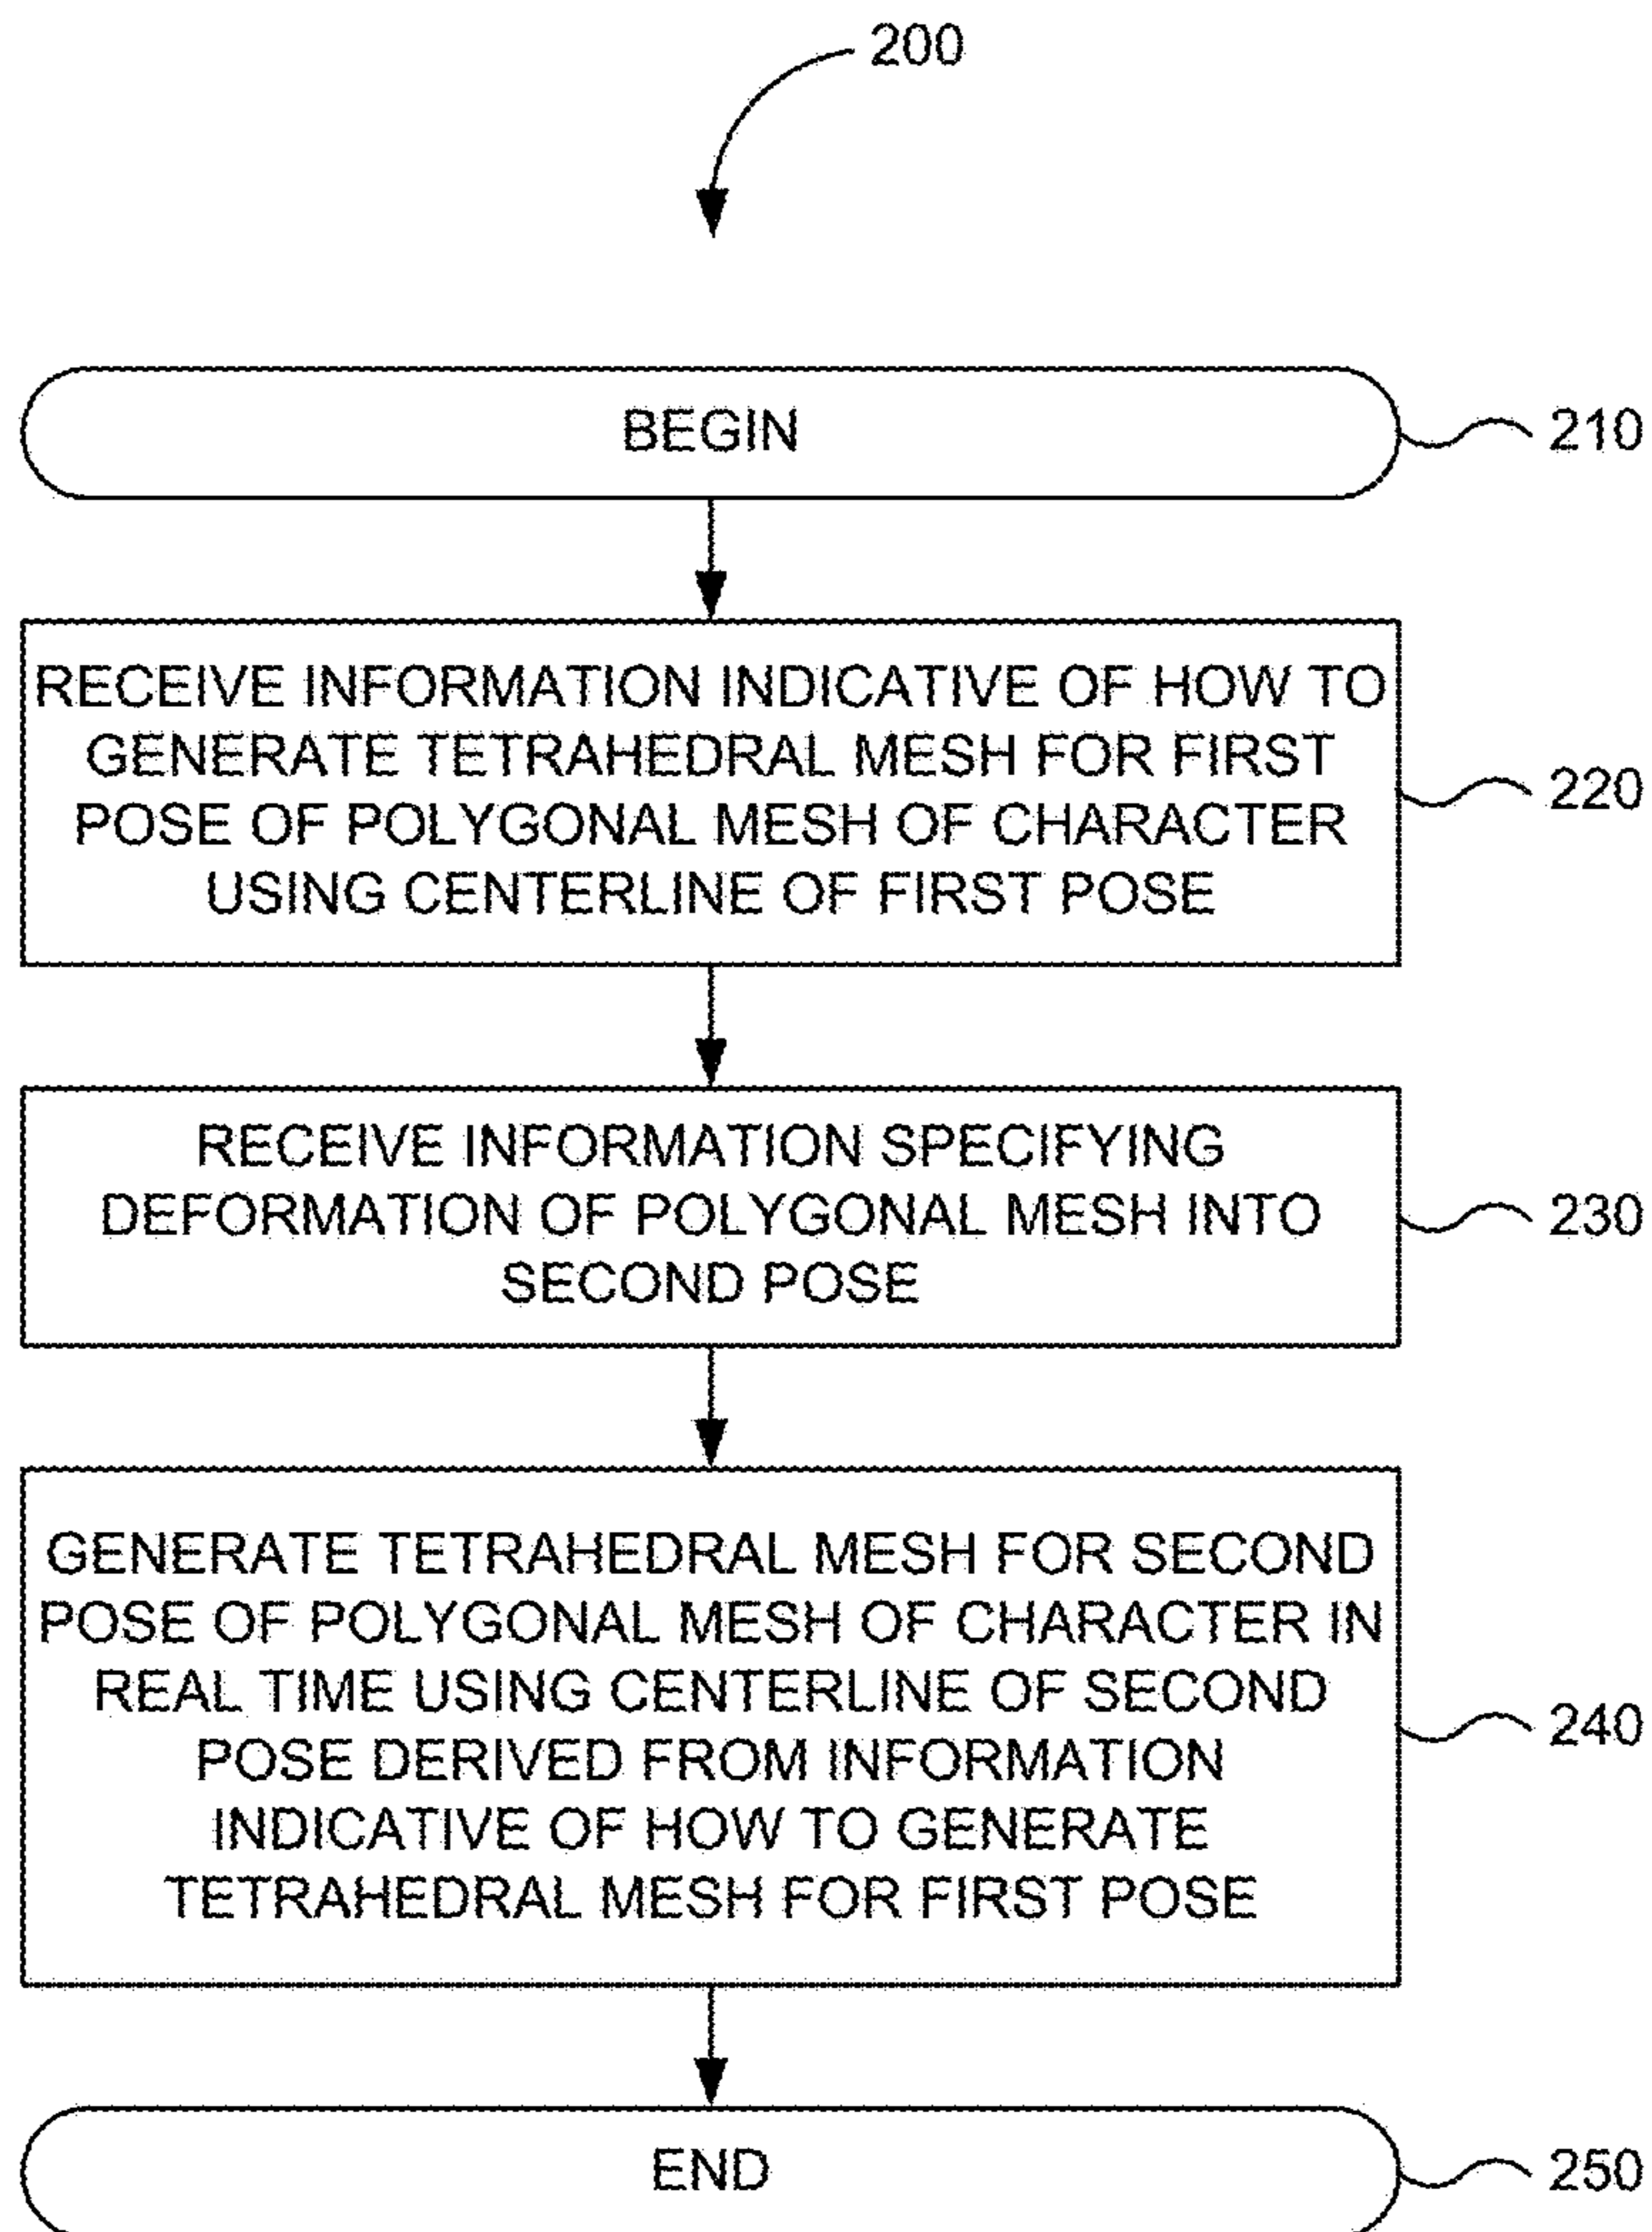 200
BEGIN
210
RECEIVE INFORMATION INDICATIVE OF HOW TO
GENERATE TETRAHEDRAL MESH FOR FIRST
POSE OF POLYGONAL MESH OF CHARACTER
USING CENTERLINE OF FIRST POSE
220
RECEIVE INFORMATION SPECIFYING
DEFORMATION OF POLYGONAL MESH INTO
SECOND POSE
230
GENERATE TETRAHEDRAL MESH FOR SECOND
POSE OF POLYGONAL MESH OF CHARACTER IN
REAL TIME USING CENTERLINE OF SECOND
POSE DERIVED FROM INFORMATION
INDICATIVE OF HOW TO GENERATE
TETRAHEDRAL MESH FOR FIRST POSE
240
END
250